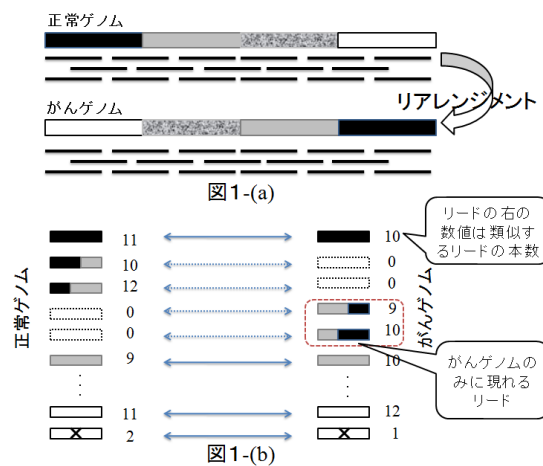 正常ゲノム
リアレンジメント
がんゲノム
図1-(a)
リードの右の
数値は類似す
るリードの本数
正常ゲノム
がんゲノム
11
10
10
0
12
0
0
9
0
10
9
10
がんゲノムの
みに現れる
リード
11
12
2
1
図1-(b)